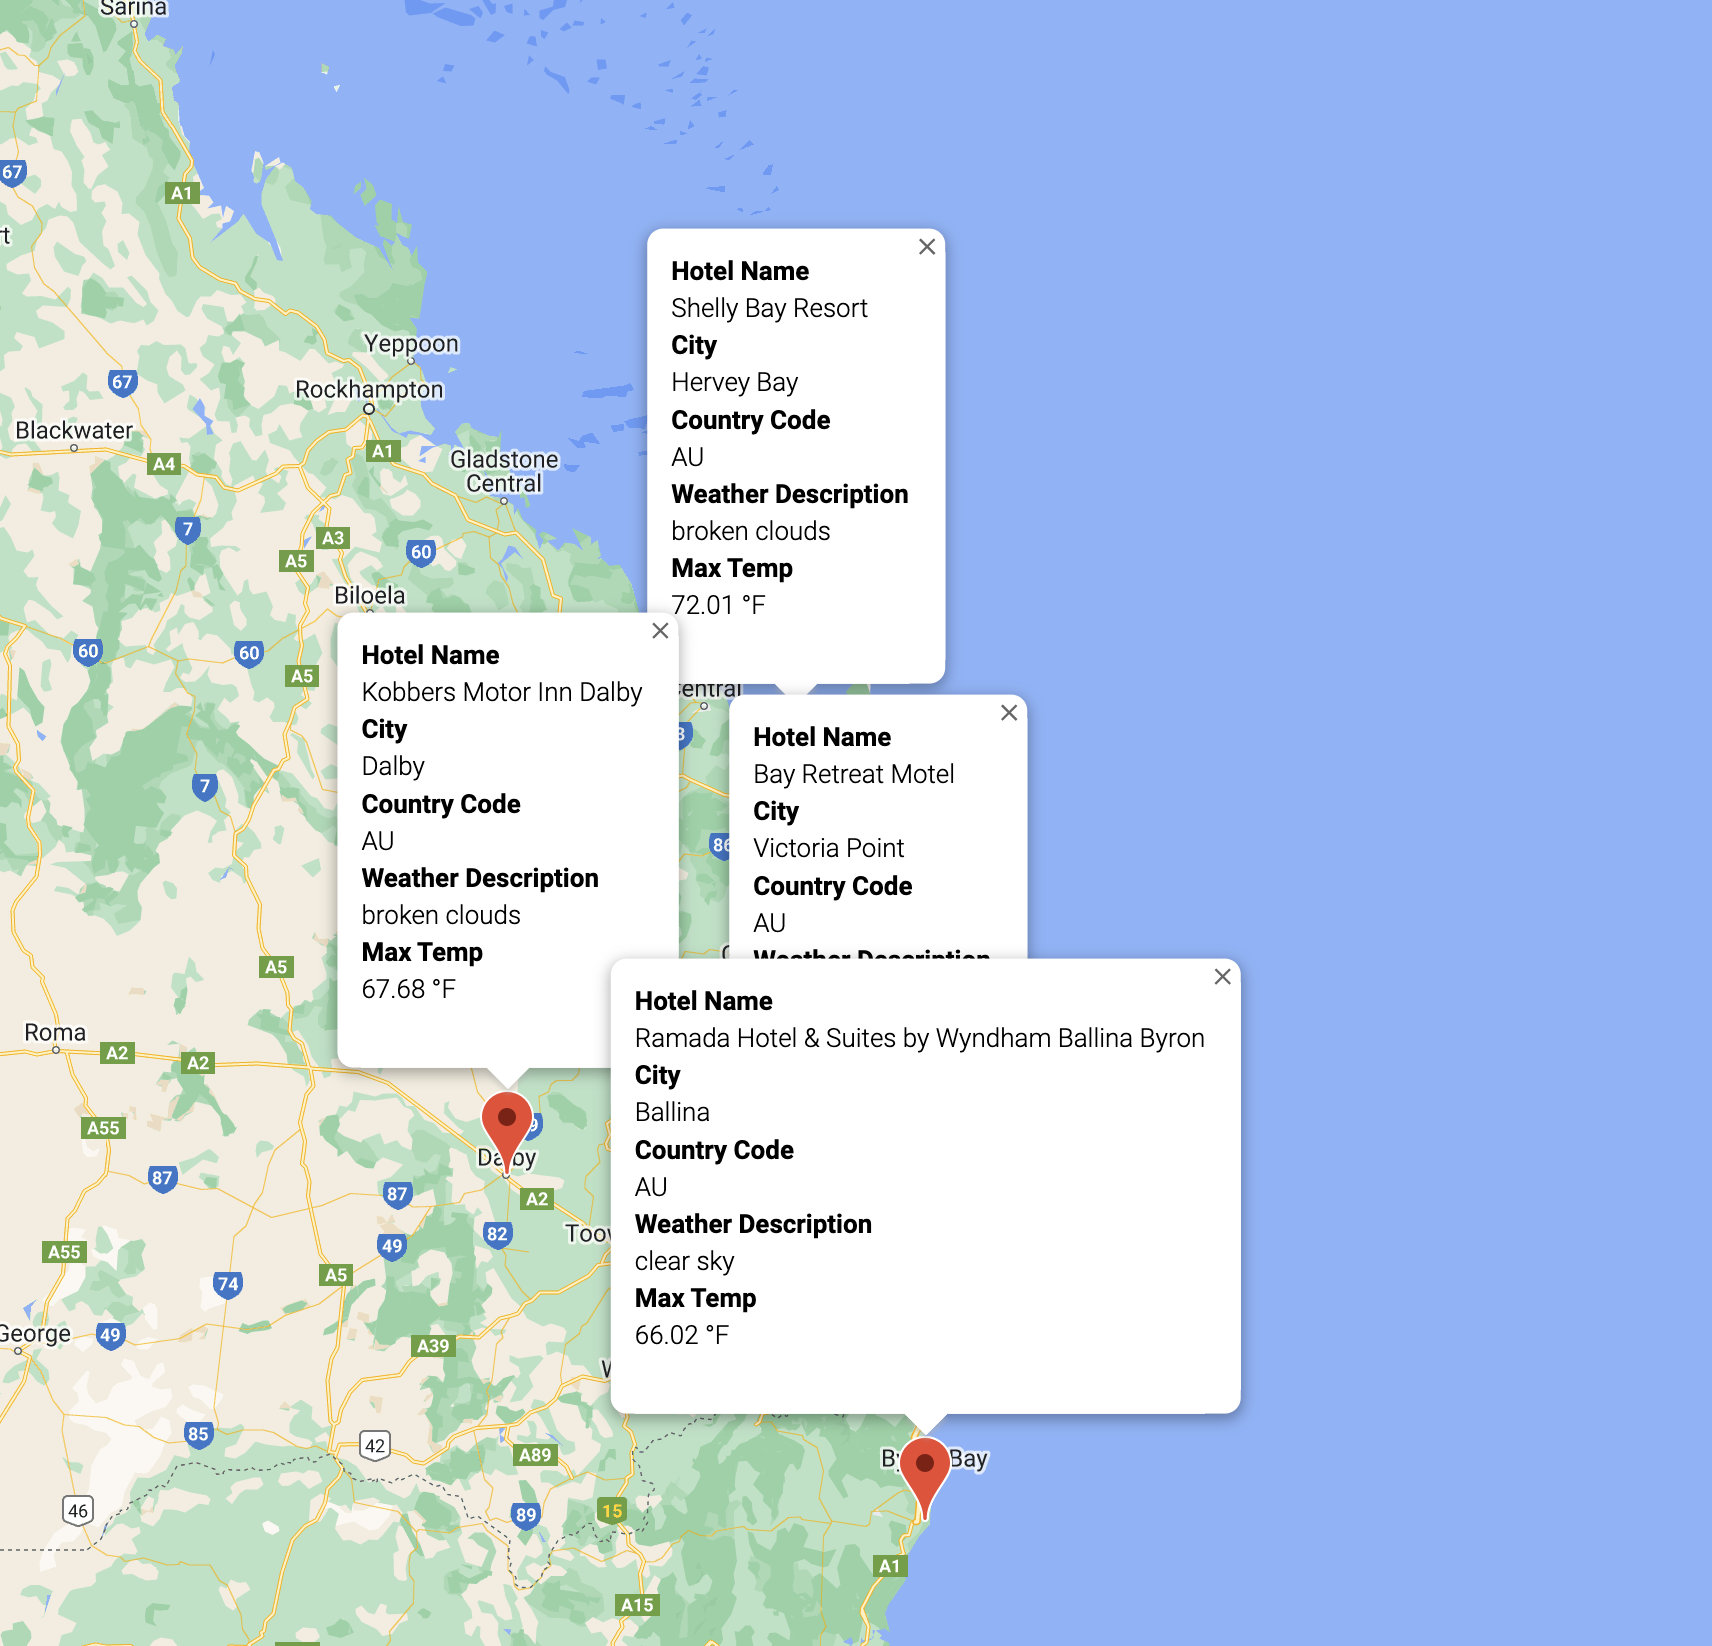 Sarina
67
A1
Yeppoon
67
Rockhampton
Blackwater
A1
A4
Gladstone
Central
7
A3
60
A5
Biloela
60
60
A5
7
A5
Roma
A2
A2
A55
87
87
Dalby
A2
82
49
A55
74
A5
George
49
A39
85
42
A89
46
89
15
A1
A15
Hotel Name
Shelly Bay Resort
City
Hervey Bay
Country Code
AU
Weather Description
broken clouds
Max Temp
72.01 °F
Hotel Name
Kobbers Motor Inn Dalby
City
Dalby
Country Code
AU
Weather Description
broken clouds
Max Temp
67.68 °F
Hotel Name
Bay Retreat Motel
City
Victoria Point
Country Code
AU
Weather Description
Hotel Name
Ramada Hotel & Suites by Wyndham Ballina Byron
City
Ballina
Country Code
AU
Weather Description
clear sky
Max Temp
66.02 °F
Bay